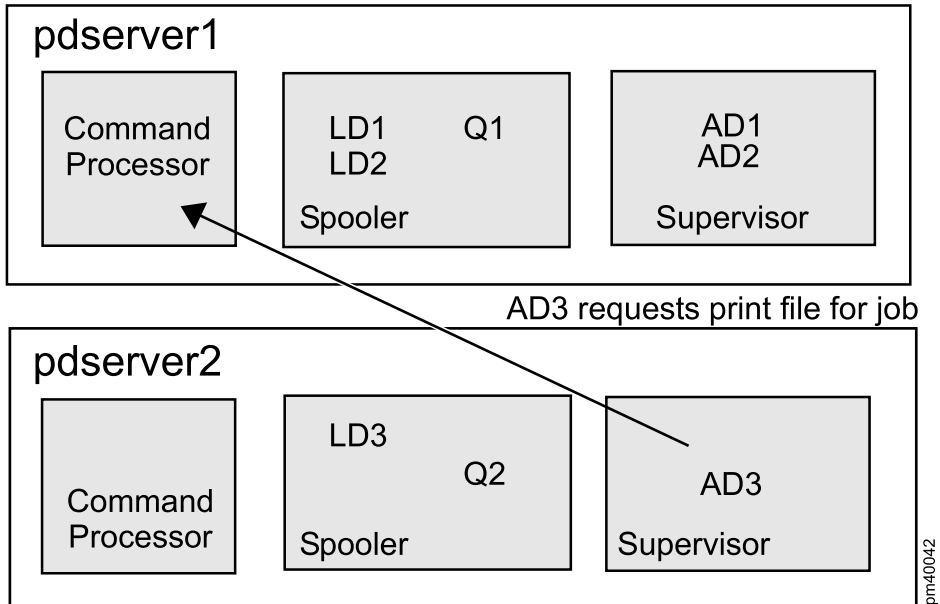 pdserver1
Command
Processor
LD1 Q1
LD2
Spooler
AD1
AD2
Supervisor
AD3 requests print file for job
pdserver2
Command
Processor
LD3
Q2
Spooler
AD3
Supervisor
pm40042